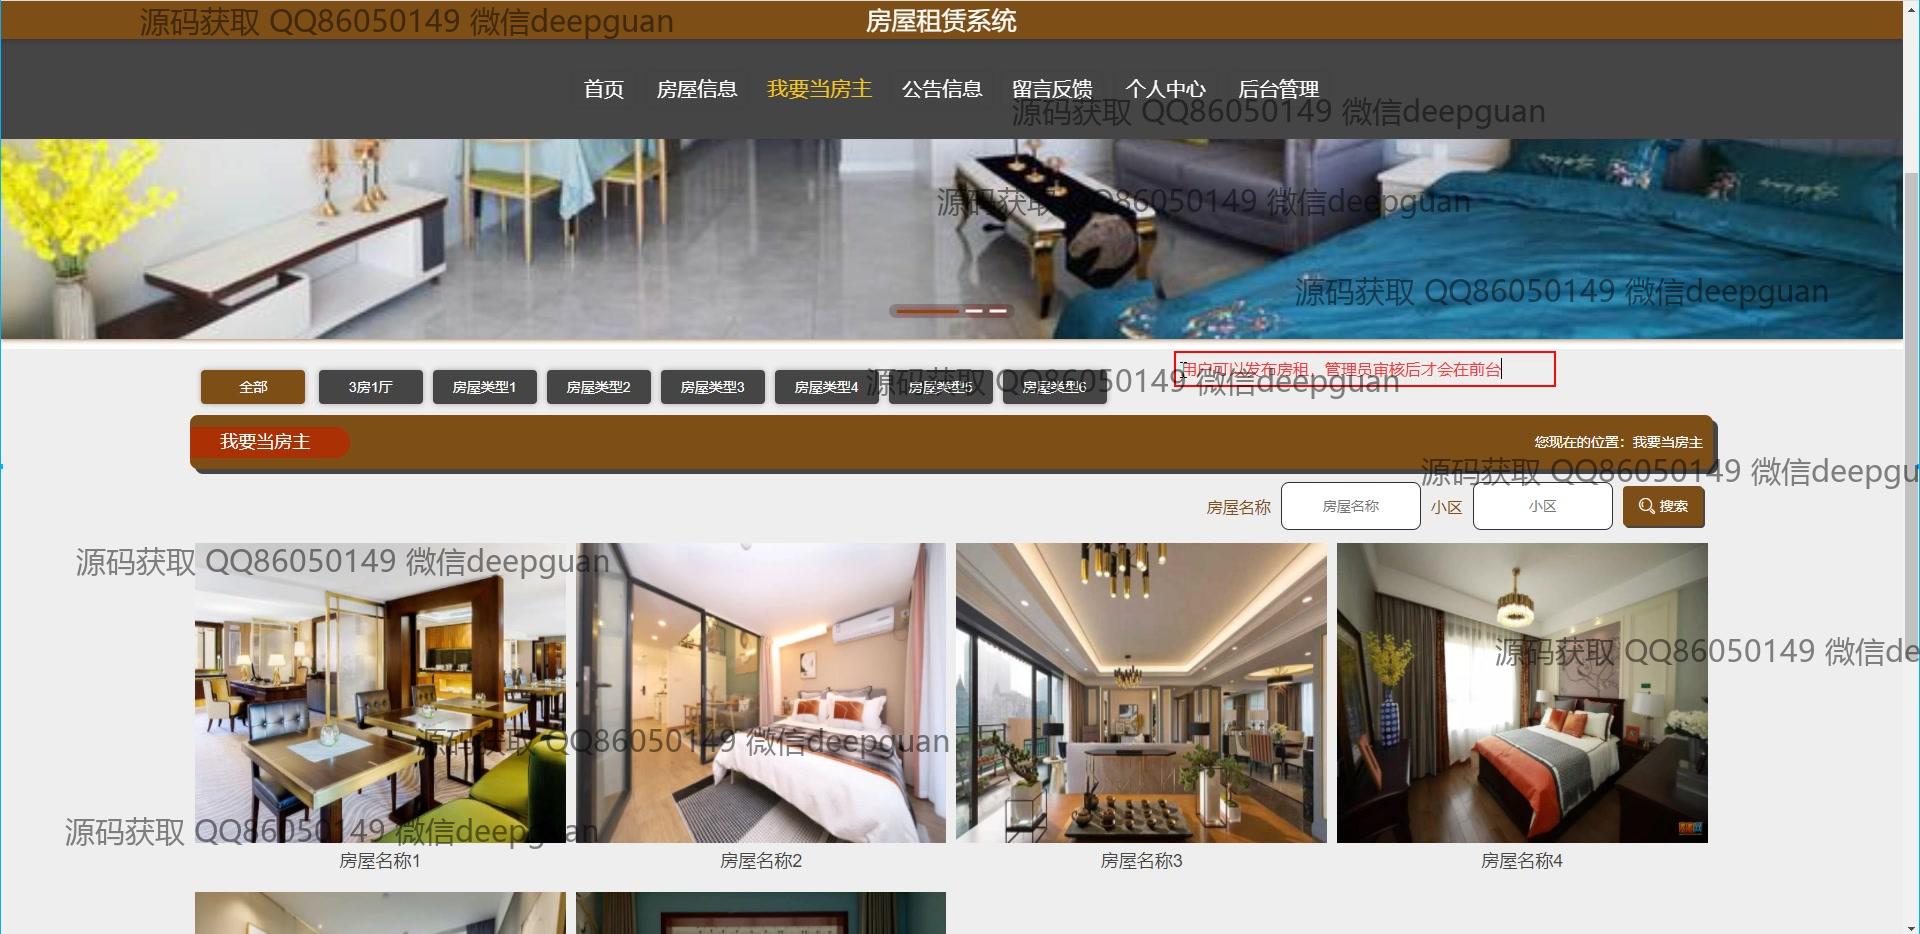 源码获取 QQ86050149 微信deepguan
房屋租赁系统
首页 房屋信息 我要当房主 公告信息 留言反馈 个人中心 后台管理
源码获取 QQ86050149 微信deepguan
源码获取 QQ86050149 微信deepguan
源码获取 QQ86050149 微信deepguan
用户可以发布房租，管理员审核后才会在前台
全部 3房1厅 房屋类型1 房屋类型2 房屋类型3 房屋类型4 房屋类型5 房屋类型6
源码获取 QQ86050149 微信deepguan
我要当房主 您现在的位置：我要当房主
源码获取 QQ86050149 微信deepgu
房屋名称 房屋名称 小区 小区 搜索
源码获取 QQ86050149 微信deepguan
源码获取 QQ86050149 微信de
源码获取 QQ86050149 微信deepguan
源码获取 QQ86050149 微信deepguan
房屋名称1 房屋名称2 房屋名称3 房屋名称4